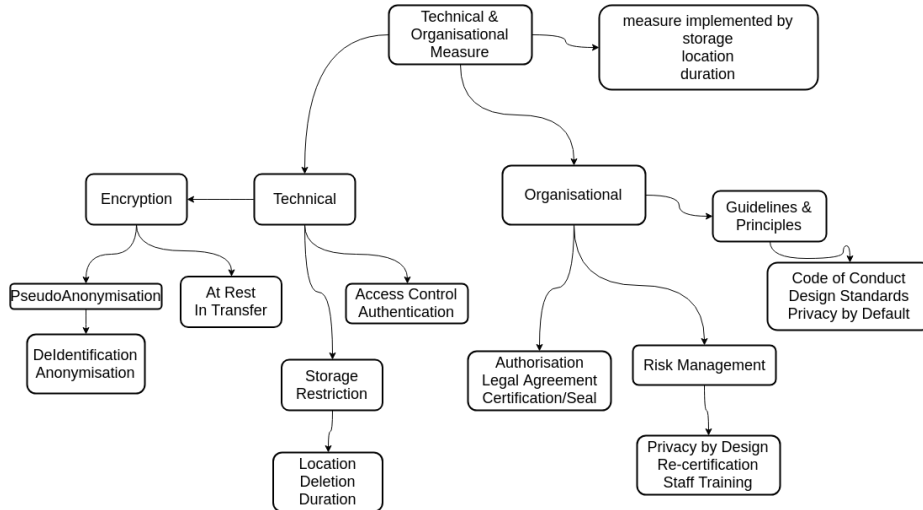 Technical &
Organisational
Measure
measure implemented by
storage
location
duration
Encryption
Technical
Organisational
Guidelines &
Principles
PseudoAnonymisation
At Rest
In Transfer
Access Control
Authentication
Code of Conduct
Design Standards
Privacy by Default
DeIdentification
Anonymisation
Storage
Restriction
Authorisation
Legal Agreement
Certification/Seal
Risk Management
Location
Deletion
Duration
Privacy by Design
Re-certification
Staff Training